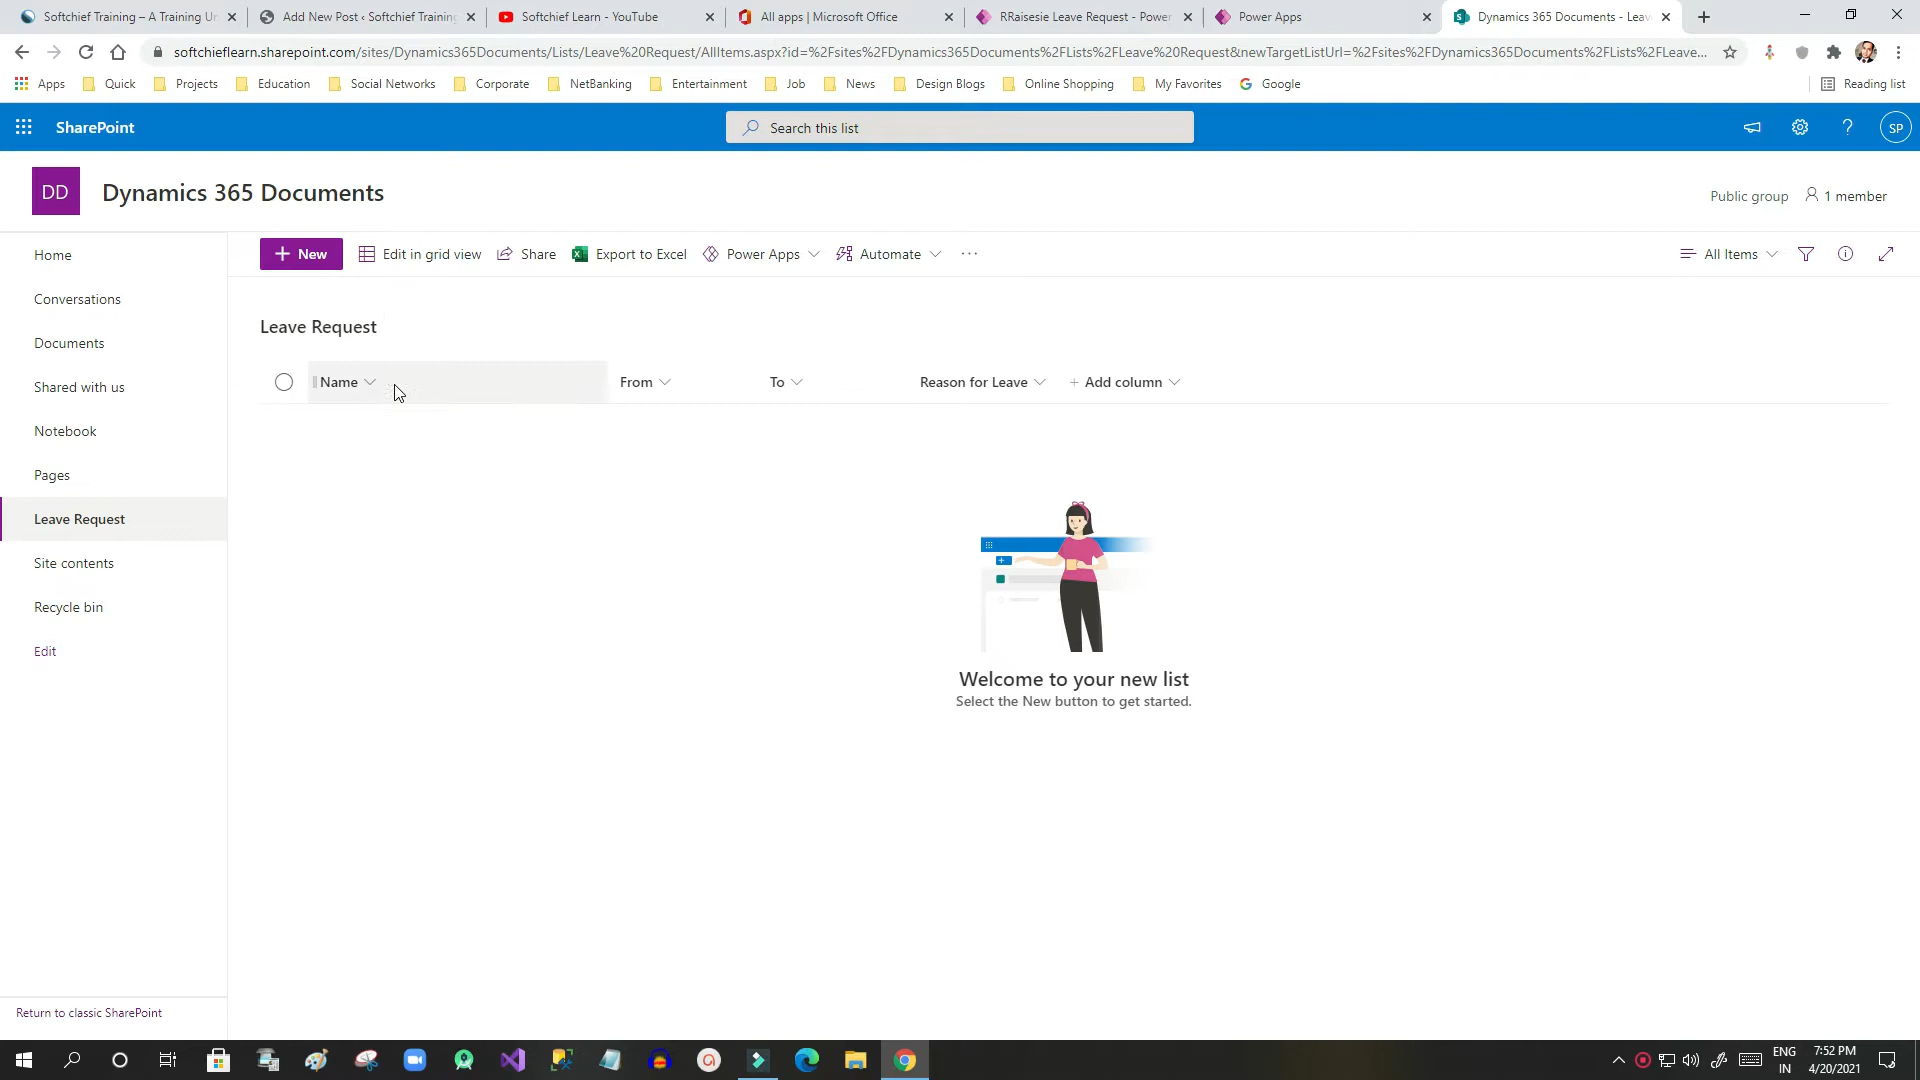 Softchief Training – A Training Un
Add New Post ‹ Softchief Training
Softchief Learn - YouTube
All apps | Microsoft Office
RRaisesie Leave Request - Power
Power Apps
Dynamics 365 Documents - Leav
softchieflearn.sharepoint.com/sites/Dynamics365Documents/Lists/Leave%20Request/AllItems.aspx?id=%2Fsites%2FDynamics365Documents%2FLists%2FLeave%20Request&newTargetListUrl=%2Fsites%2FDynamics365Documents%2FLists%2FLeave...
Apps Quick Projects Education Social Networks Corporate NetBanking Entertainment Job News Design Blogs Online Shopping My Favorites Google Reading list
SharePoint
Search this list
SP
DD
Dynamics 365 Documents
Public group
1 member
Home
Conversations
Documents
Shared with us
Notebook
Pages
Leave Request
Site contents
Recycle bin
Edit
Return to classic SharePoint
New
Edit in grid view
Share
Export to Excel
Power Apps
Automate
All Items
Leave Request
Name From To Reason for Leave + Add column
Welcome to your new list
Select the New button to get started.
ENG
IN
7:52 PM
4/20/2021